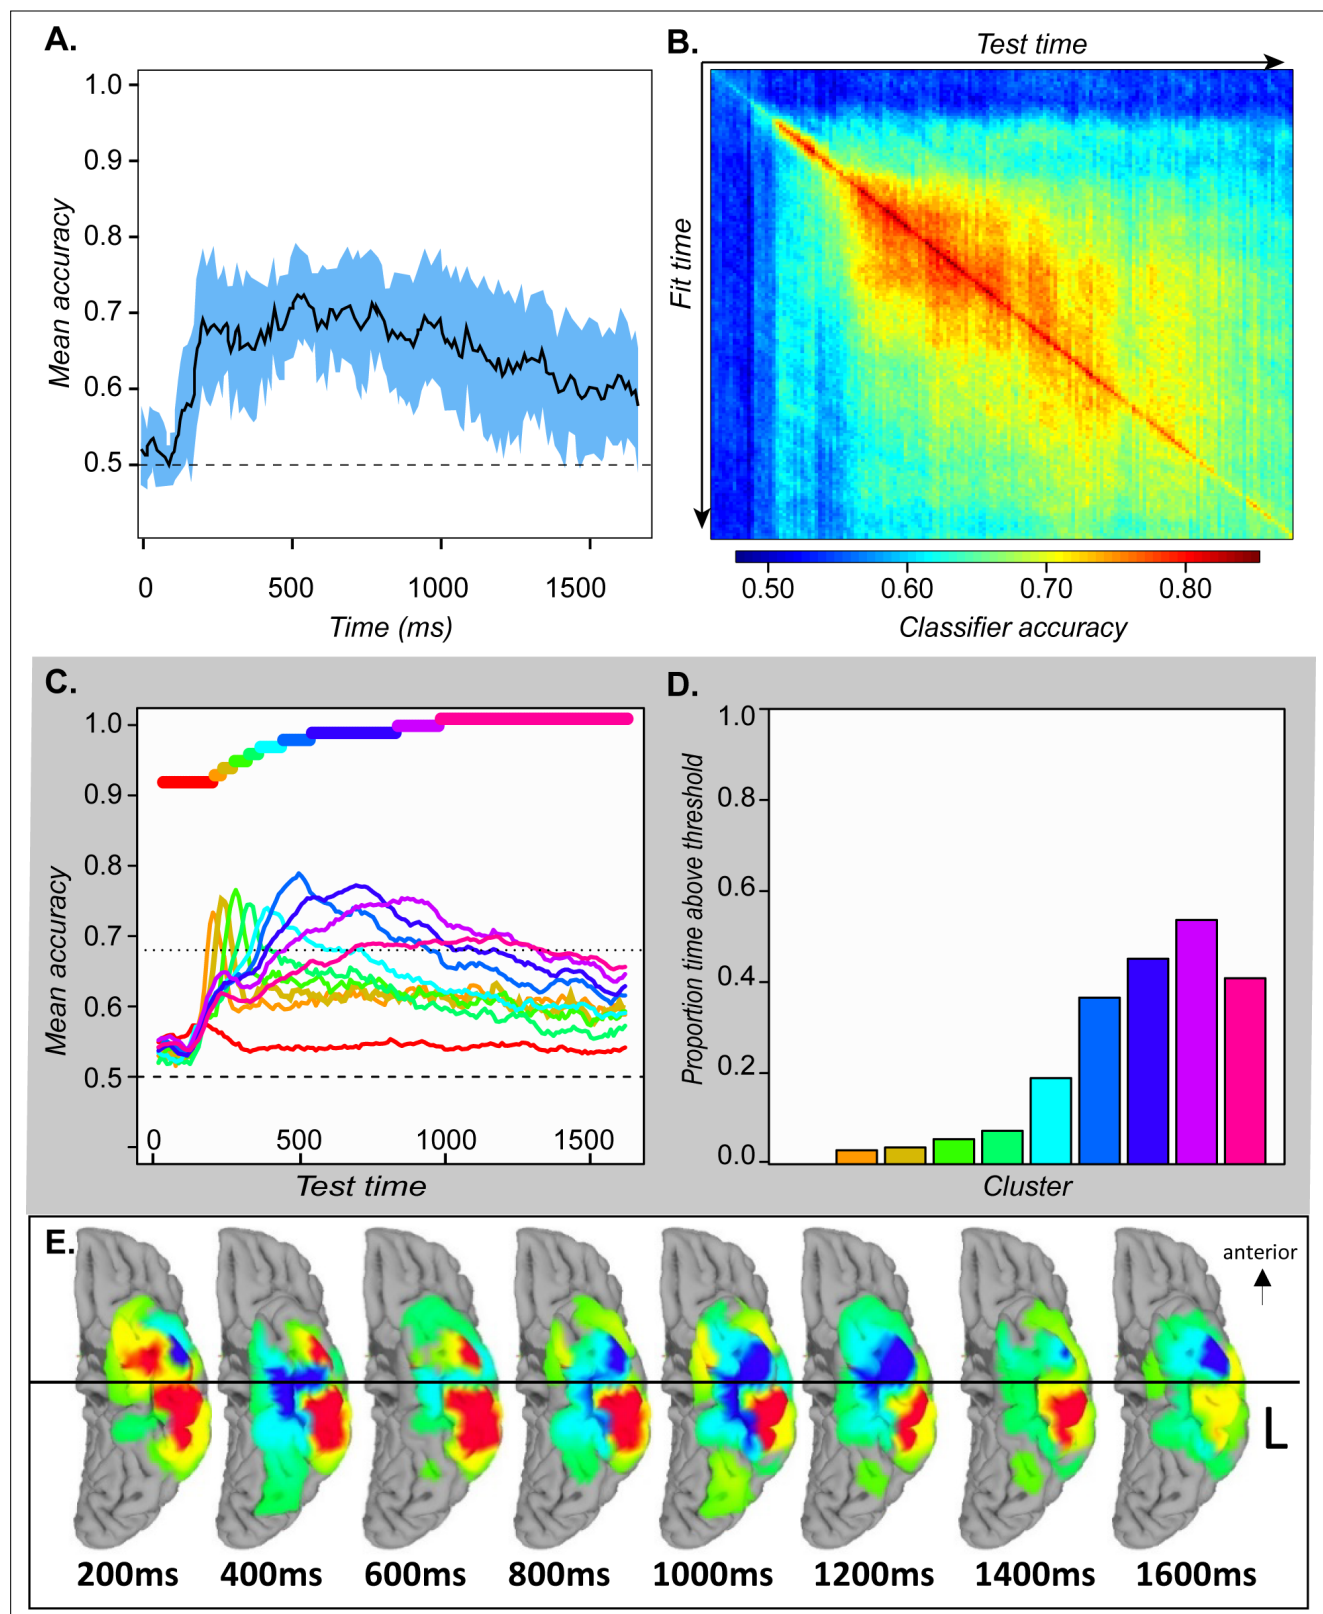 A.
1.0
0.9
0.8
0.7
0.6
0.5
Mean accuracy
0 500 1000 1500
Time (ms)
B.
Test time
Fit time
0.50 0.60 0.70 0.80
Classifier accuracy
C.
1.0
0.9
0.8
0.7
0.6
0.5
Mean accuracy
0 500 1000 1500
Test time
D.
1.0
0.8
0.6
0.4
0.2
0.0
Proportion time above threshold
Cluster
E.
anterior
L
200ms 400ms 600ms 800ms 1000ms 1200ms 1400ms 1600ms